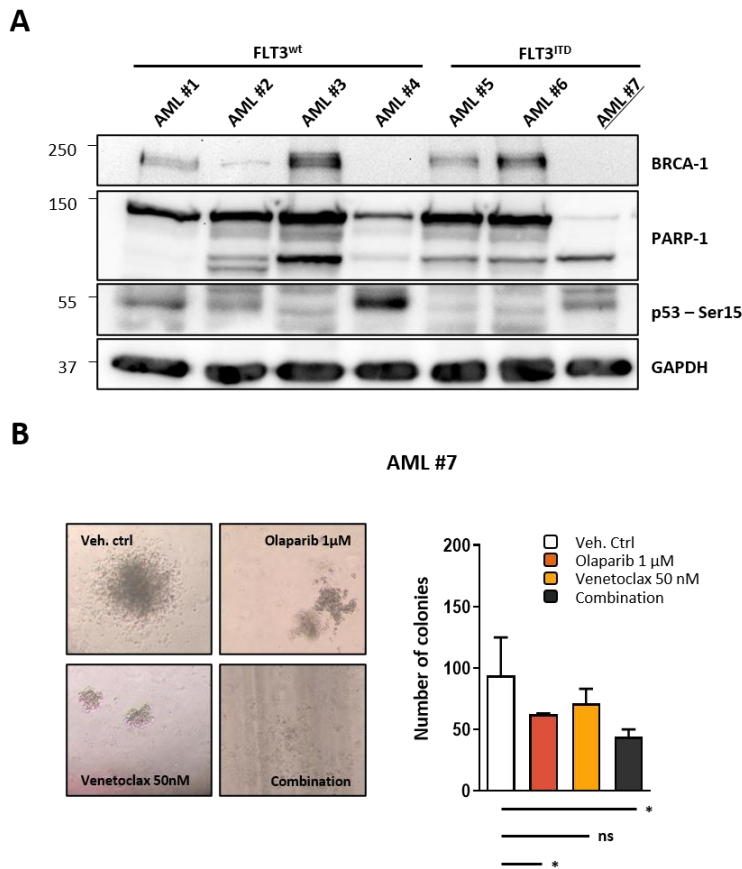 A
FLT3wt FLT3ITD
AML #1 AML #2 AML #3 AML #4 AML #5 AML #6 AML #7
250
BRCA-1
150
PARP-1
55
p53 – Ser15
37
GAPDH
B
AML #7
Veh. ctrl
Olaparib 1µM
Venetoclax 50nM
Combination
Number of colonies
200
150
100
50
0
Veh. Ctrl
Olaparib 1 µM
Venetoclax 50 nM
Combination
*
ns
*